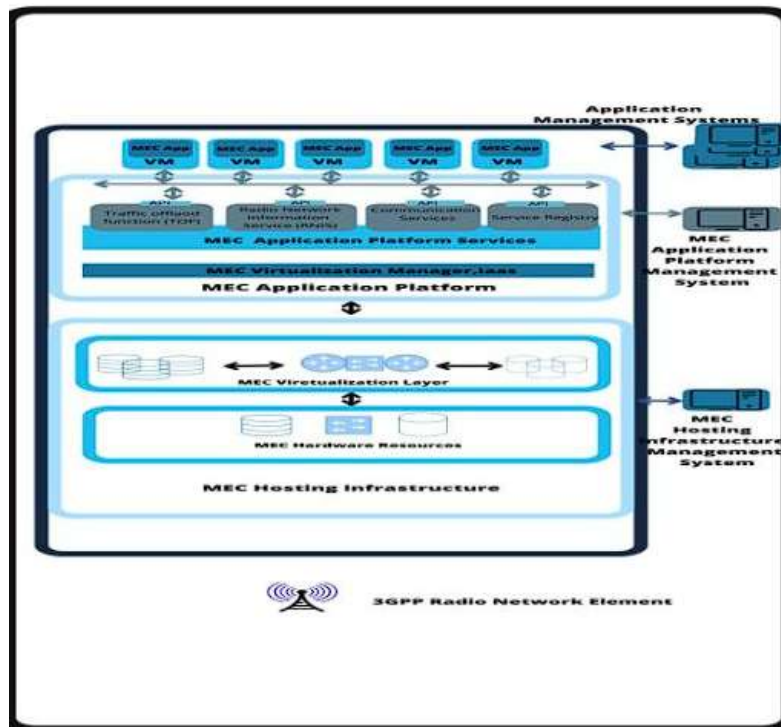 Application
Management Systems
MEC App
VM
MEC App
VM
MEC App
VM
MEC App
VM
MEC App
VM
API
Traffic offload
function (TOF)
API
Radio Network
Information
Service (RNIS)
API
Communication
Services
API
Service Registry
MEC Application Platform Services
MEC Virtualization Manager,iaas
MEC Application Platform
MEC
Application
Platform
Management
System
MEC Viretualization Layer
MEC Hardware Resources
MEC Hosting Infrastructure
MEC
Hosting
Infrastructure
Management
System
3GPP Radio Network Element